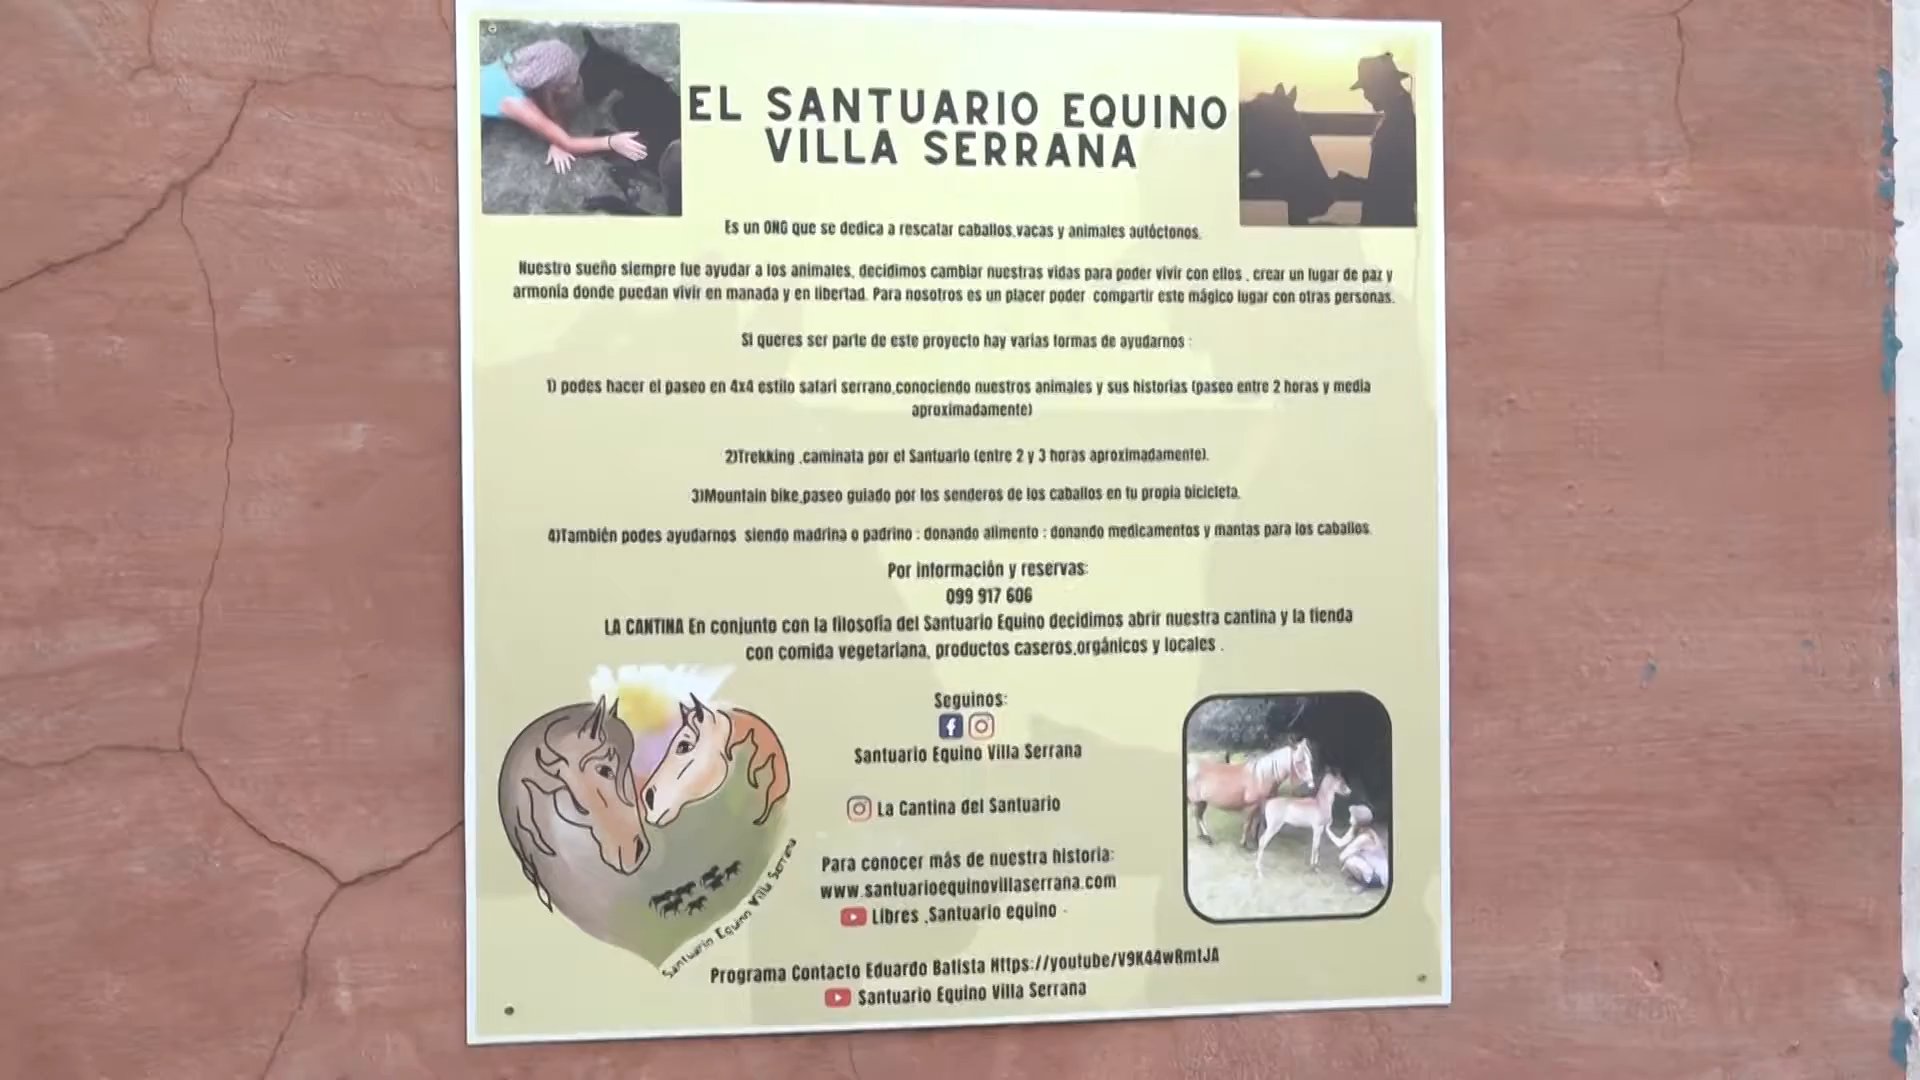 EL SANTUARIO EQUINO
VILLA SERRANA
Es un ONG que se dedica a rescatar caballos,vacas y animales autóctonos.
Nuestro sueño siempre fue ayudar a los animales, decidimos cambiar nuestras vidas para poder vivir con ellos , crear un lugar de paz y
armonia donde puedan vivir en manada y en libertad. Para nosotros es un placer poder compartir este mágico lugar con otras personas.
Si queres ser parte de este proyecto hay varias formas de ayudarnos :
1) podes hacer el paseo en 4x4 estilo safari serrano,conociendo nuestros animales y sus historias (paseo entre 2 horas y media
aproximadamente)
2)Trekking ,caminata por el Santuario (entre 2 y 3 horas aproximadamente).
3)Mountain bike,paseo guiado por los senderos de los caballos en tu propia bicicleta.
4)También podes ayudarnos siendo madrina o padrino : donando alimento : donando medicamentos y mantas para los caballos.
Por información y reservas:
099 917 606
LA CANTINA En conjunto con la filosofía del Santuario Equino decidimos abrir nuestra cantina y la tienda
con comida vegetariana, productos caseros,orgánicos y locales .
Seguinos:
Santuario Equino Villa Serrana
La Cantina del Santuario
Para conocer más de nuestra historia:
www.santuarioequinovillaserrana.com
Libres ,Santuario equino -
Santuario Equino Villa Serrana
Programa Contacto Eduardo Batista Https://youtube/V9K44wRmtJA
Santuario Equino Villa Serrana